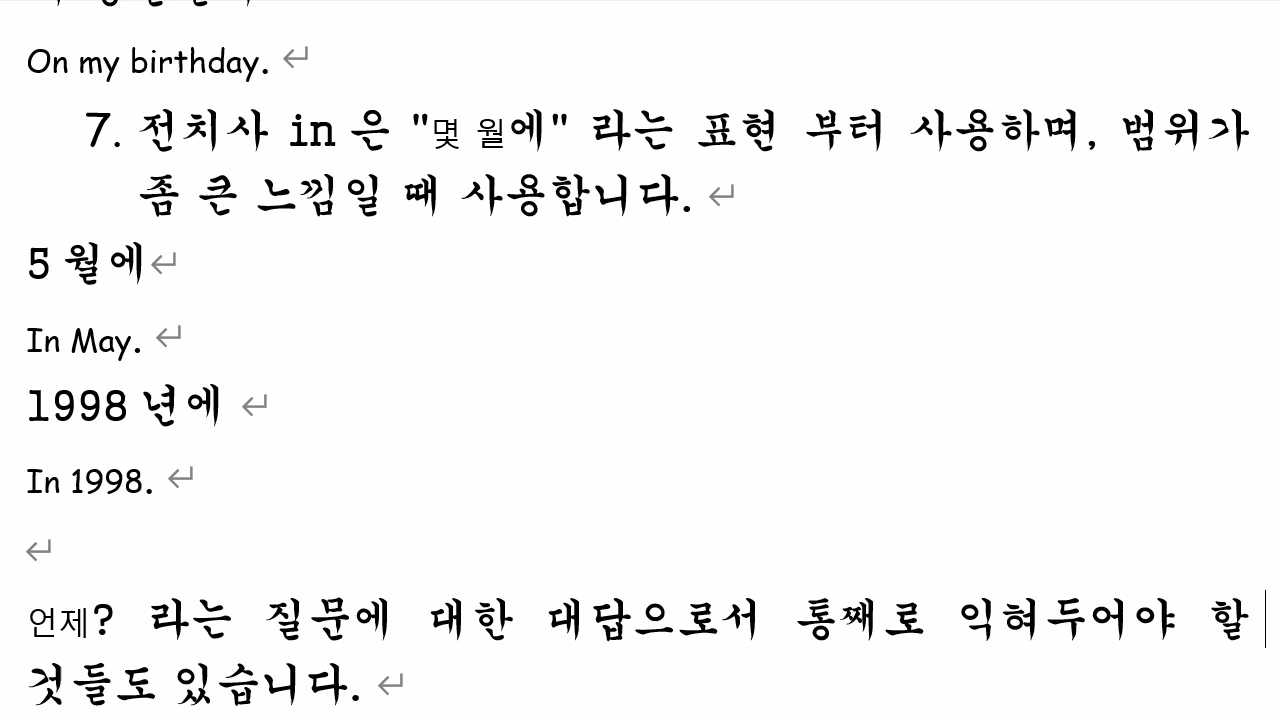 On my birthday.
7. 전치사 in 은 "몇 월에" 라는 표현 부터 사용하며, 범위가
좀 큰 느낌일 때 사용합니다.
5 월에
In May.
1998 년에
In 1998.
언제? 라는 질문에 대한 대답으로서 통째로 익혀두어야 할
것들도 있습니다.